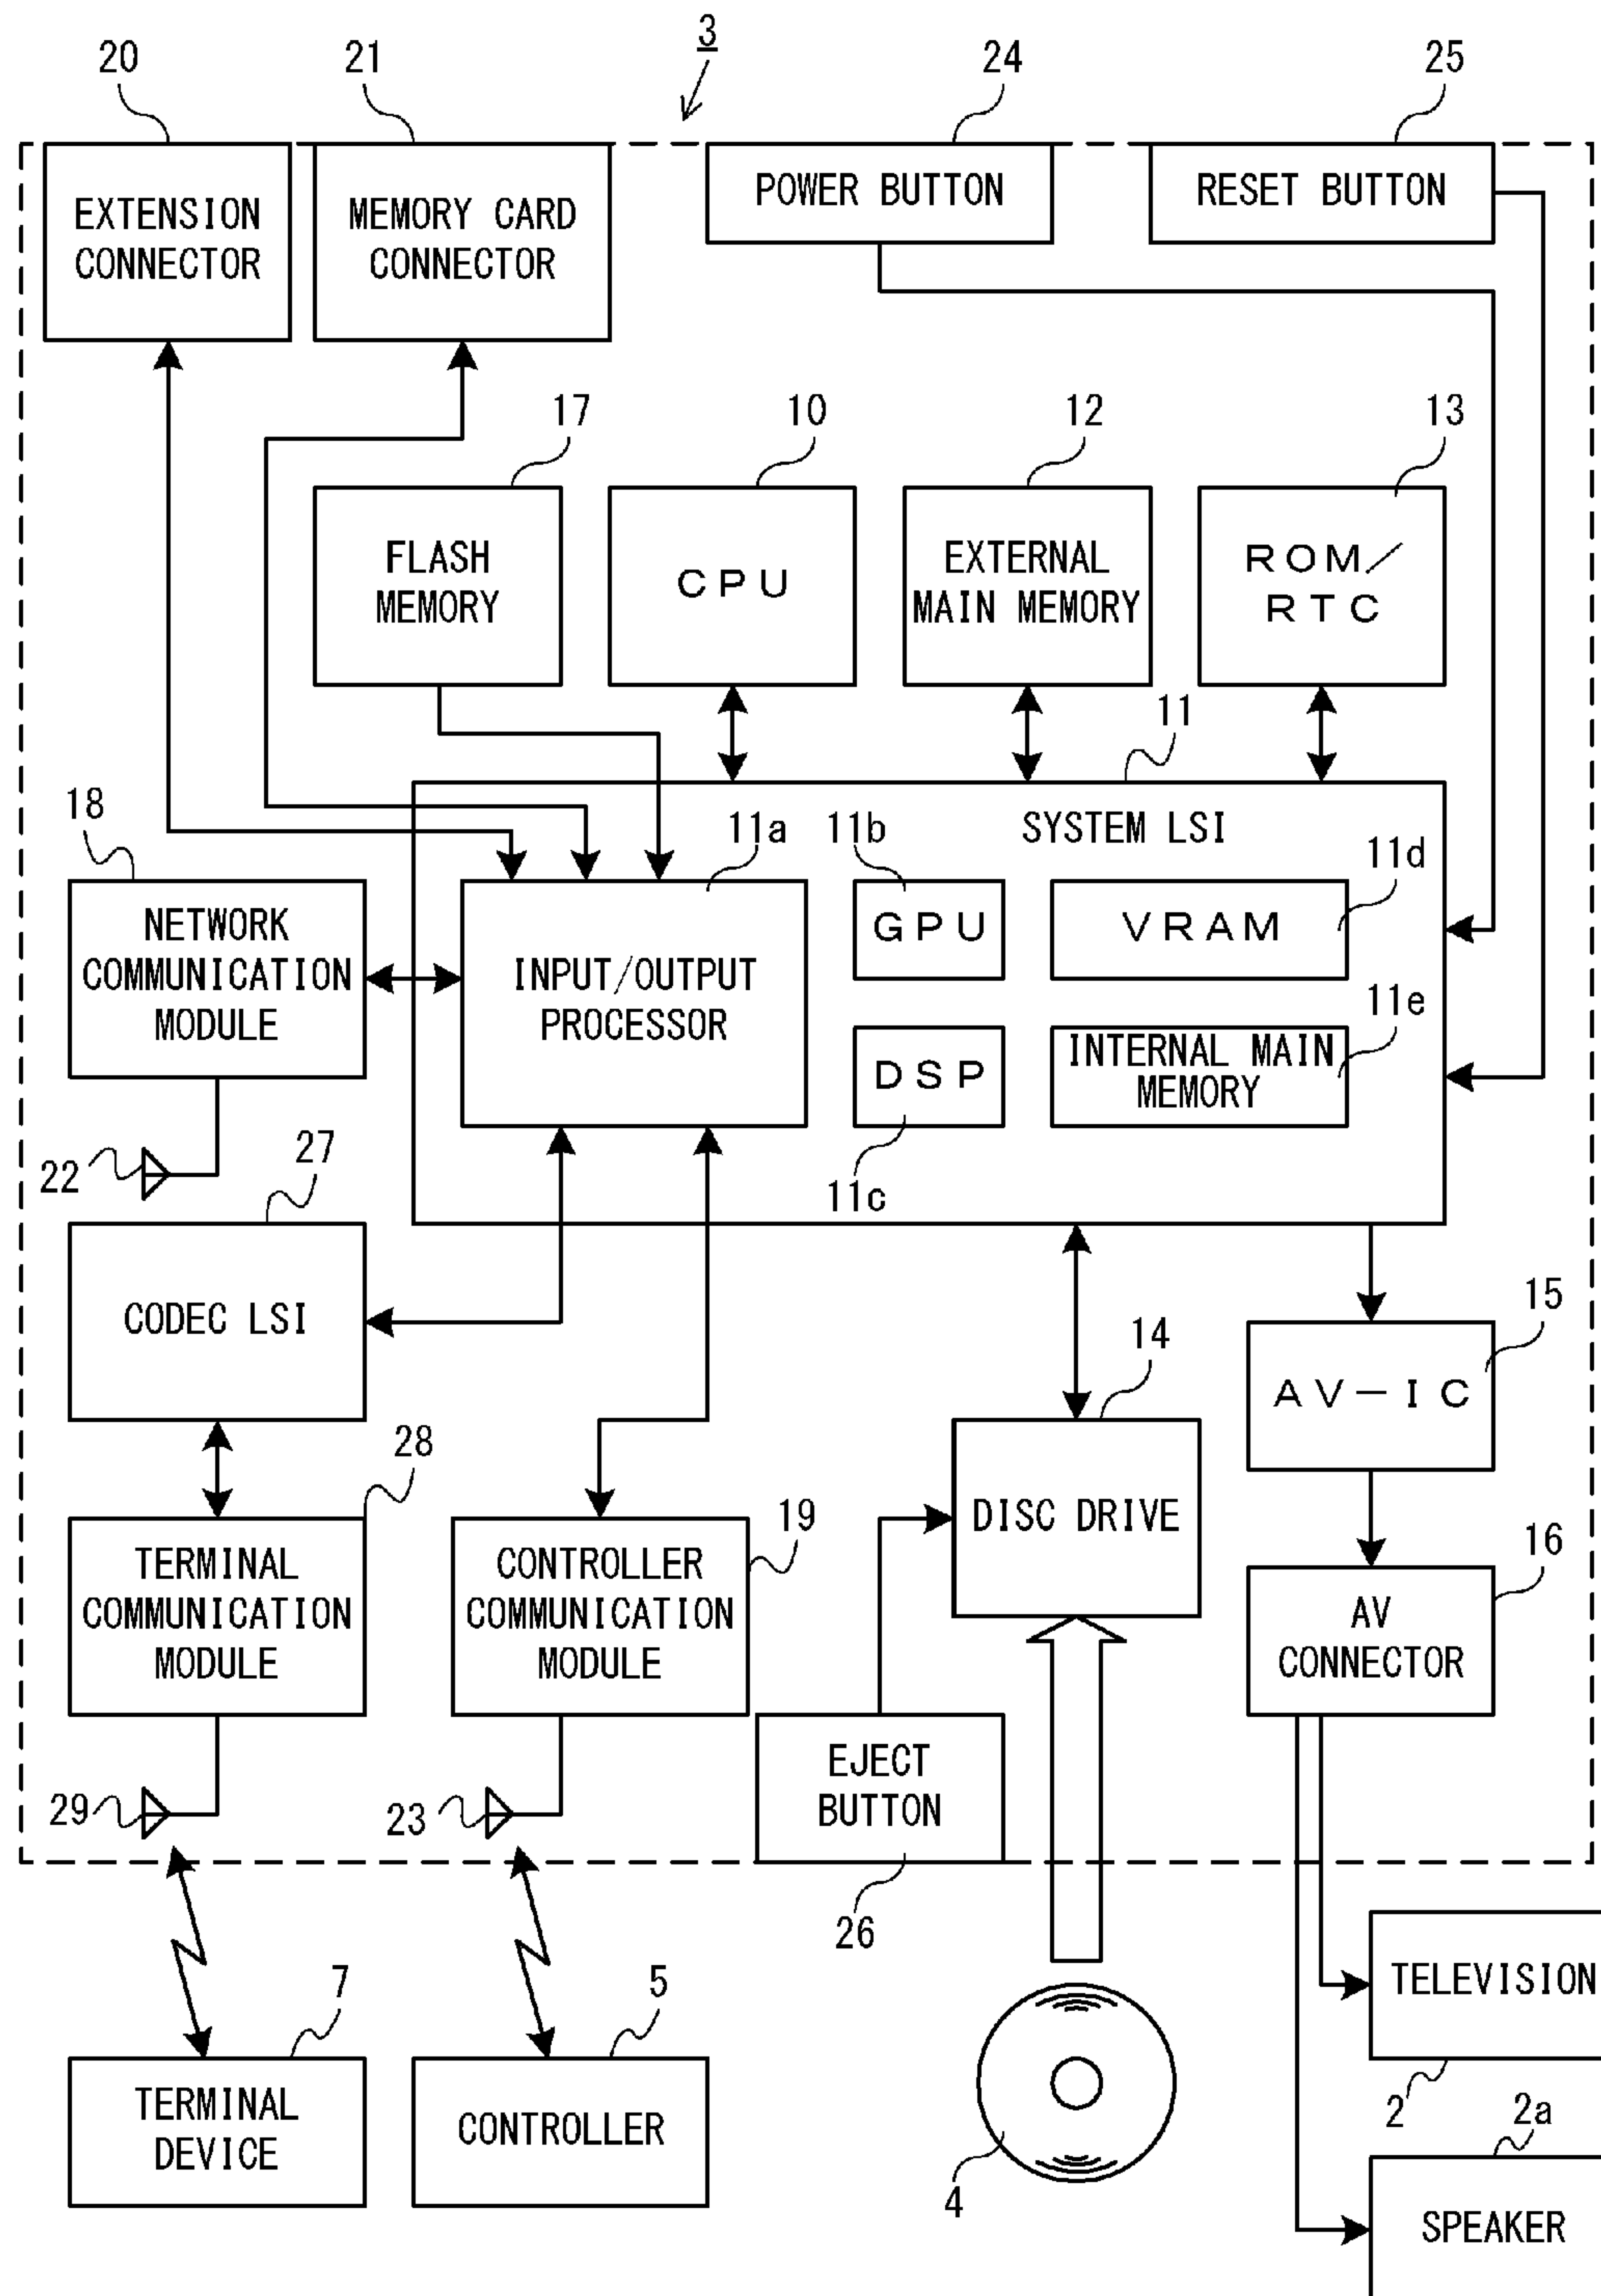 3
20
21
24
25
EXTENSION
CONNECTOR
MEMORY CARD
CONNECTOR
POWER BUTTON
RESET BUTTON
17
10
12
13
FLASH
MEMORY
CPU
EXTERNAL
MAIN MEMORY
ROM/
RTC
11
18
11a
11b
SYSTEM LSI
11d
NETWORK
COMMUNICATION
MODULE
INPUT/OUTPUT
PROCESSOR
GPU
VRAM
11e
DSP
INTERNAL MAIN
MEMORY
22
27
11c
CODEC LSI
14
15
AV-IC
28
19
DISC DRIVE
16
TERMINAL
COMMUNICATION
MODULE
CONTROLLER
COMMUNICATION
MODULE
AV
CONNECTOR
29
23
EJECT
BUTTON
26
7
5
TELEVISION
2
TERMINAL
DEVICE
CONTROLLER
4
2a
SPEAKER